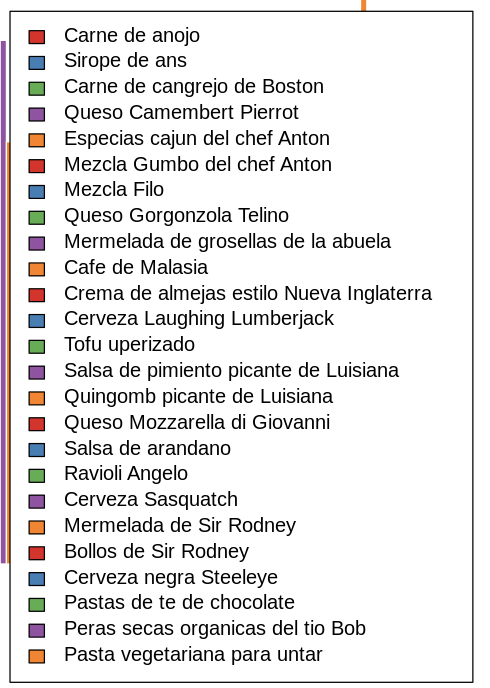 Carne de anojo
Sirope de ans
Carne de cangrejo de Boston
Queso Camembert Pierrot
Especias cajun del chef Anton
Mezcla Gumbo del chef Anton
Mezcla Filo
Queso Gorgonzola Telino
Mermelada de grosellas de la abuela
Cafe de Malasia
Crema de almejas estilo Nueva Inglaterra
Cerveza Laughing Lumberjack
Tofu uperizado
Salsa de pimiento picante de Luisiana
Quingomb picante de Luisiana
Queso Mozzarella di Giovanni
Salsa de arandano
Ravioli Angelo
Cerveza Sasquatch
Mermelada de Sir Rodney
Bollos de Sir Rodney
Cerveza negra Steeleye
Pastas de te de chocolate
Peras secas organicas del tio Bob
Pasta vegetariana para untar